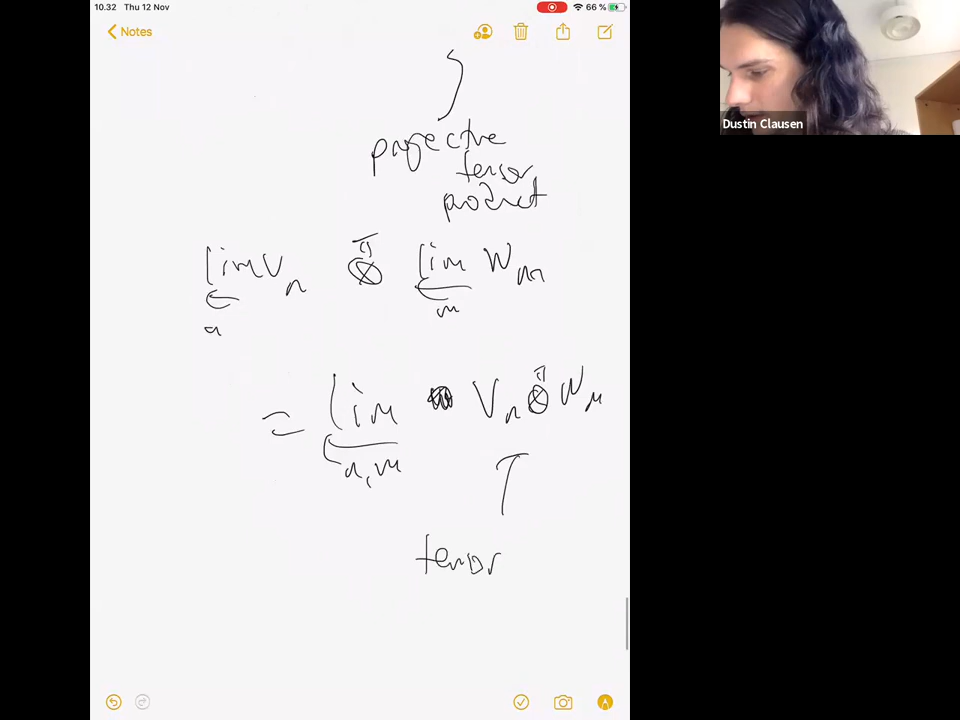 10.32 Thu 12 Nov
66 %
Notes
Dustin Clausen
projective
tensor
product
lim V_n ⊗^π lim W_m
← n ← m
= lim V_n ⊗^π W_m
← n,m
↑
tensor